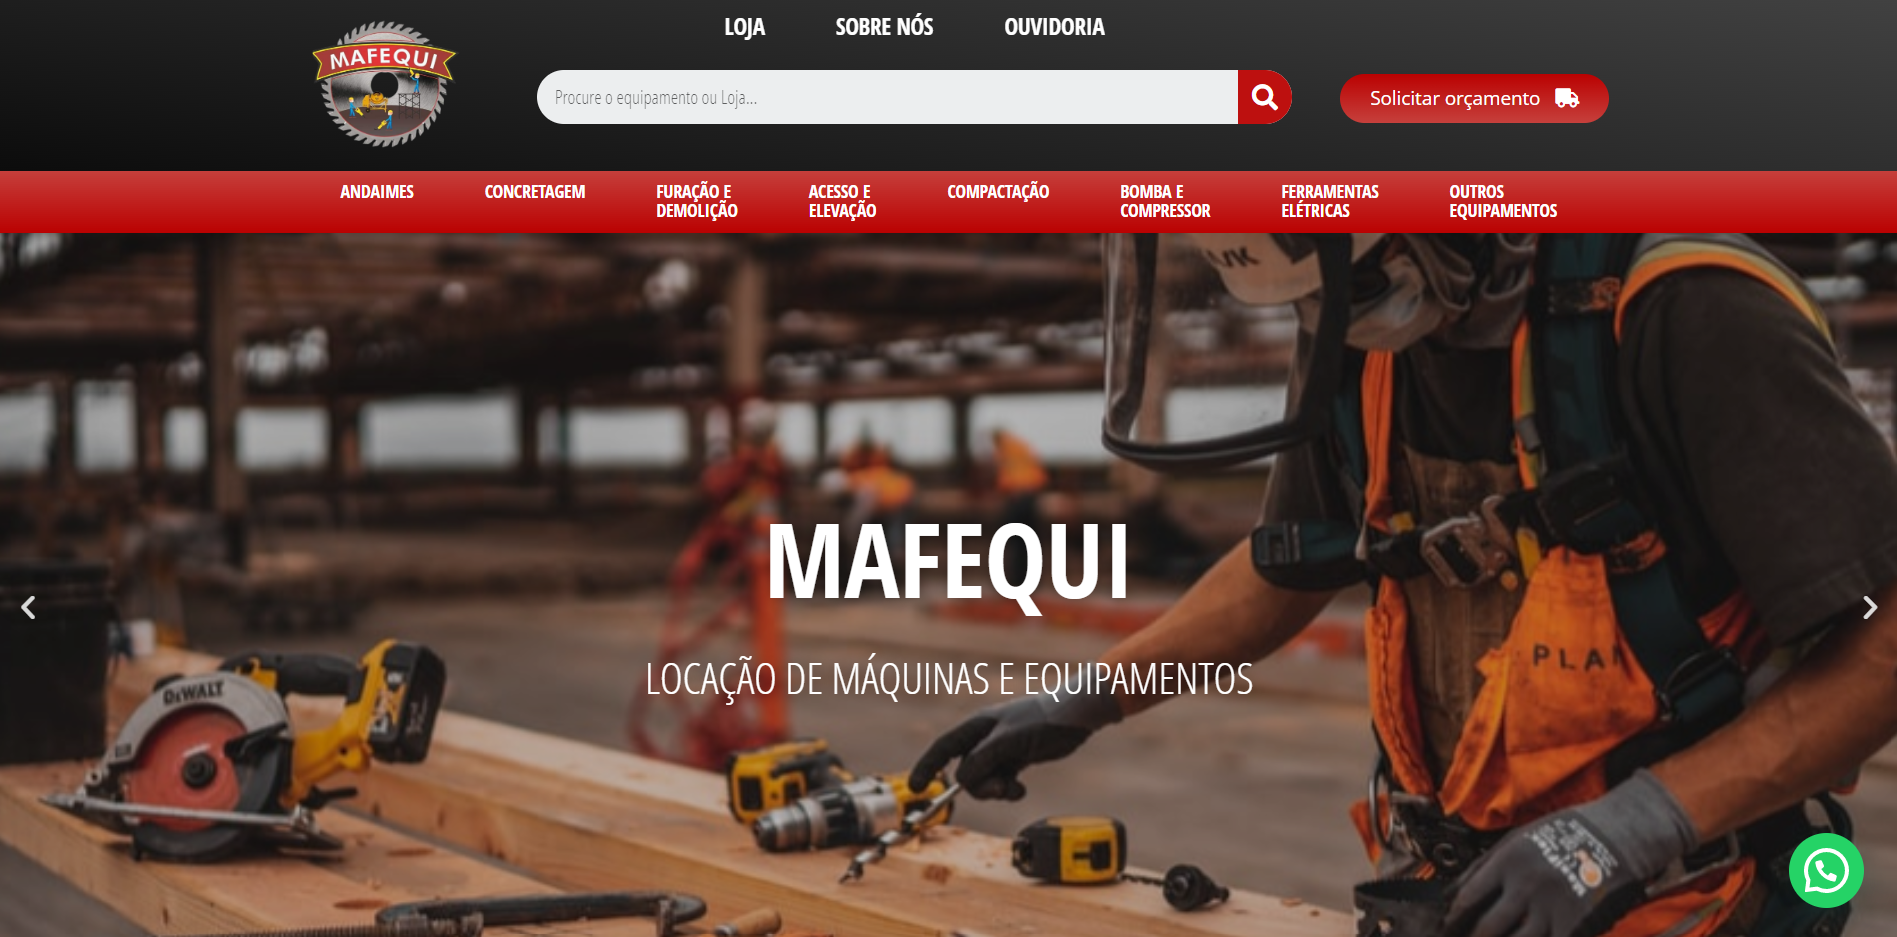 LOJA SOBRE NÓS OUVIDORIA
MAFEQUI
Procure o equipamento ou Loja...
Solicitar orçamento
ANDAIMES
CONCRETAGEM
FURAÇÃO E
DEMOLIÇÃO
ACESSO E
ELEVAÇÃO
COMPACTAÇÃO
BOMBA E
COMPRESSOR
FERRAMENTAS
ELÉTRICAS
OUTROS
EQUIPAMENTOS
MAFEQUI
LOCAÇÃO DE MÁQUINAS E EQUIPAMENTOS
DEWALT